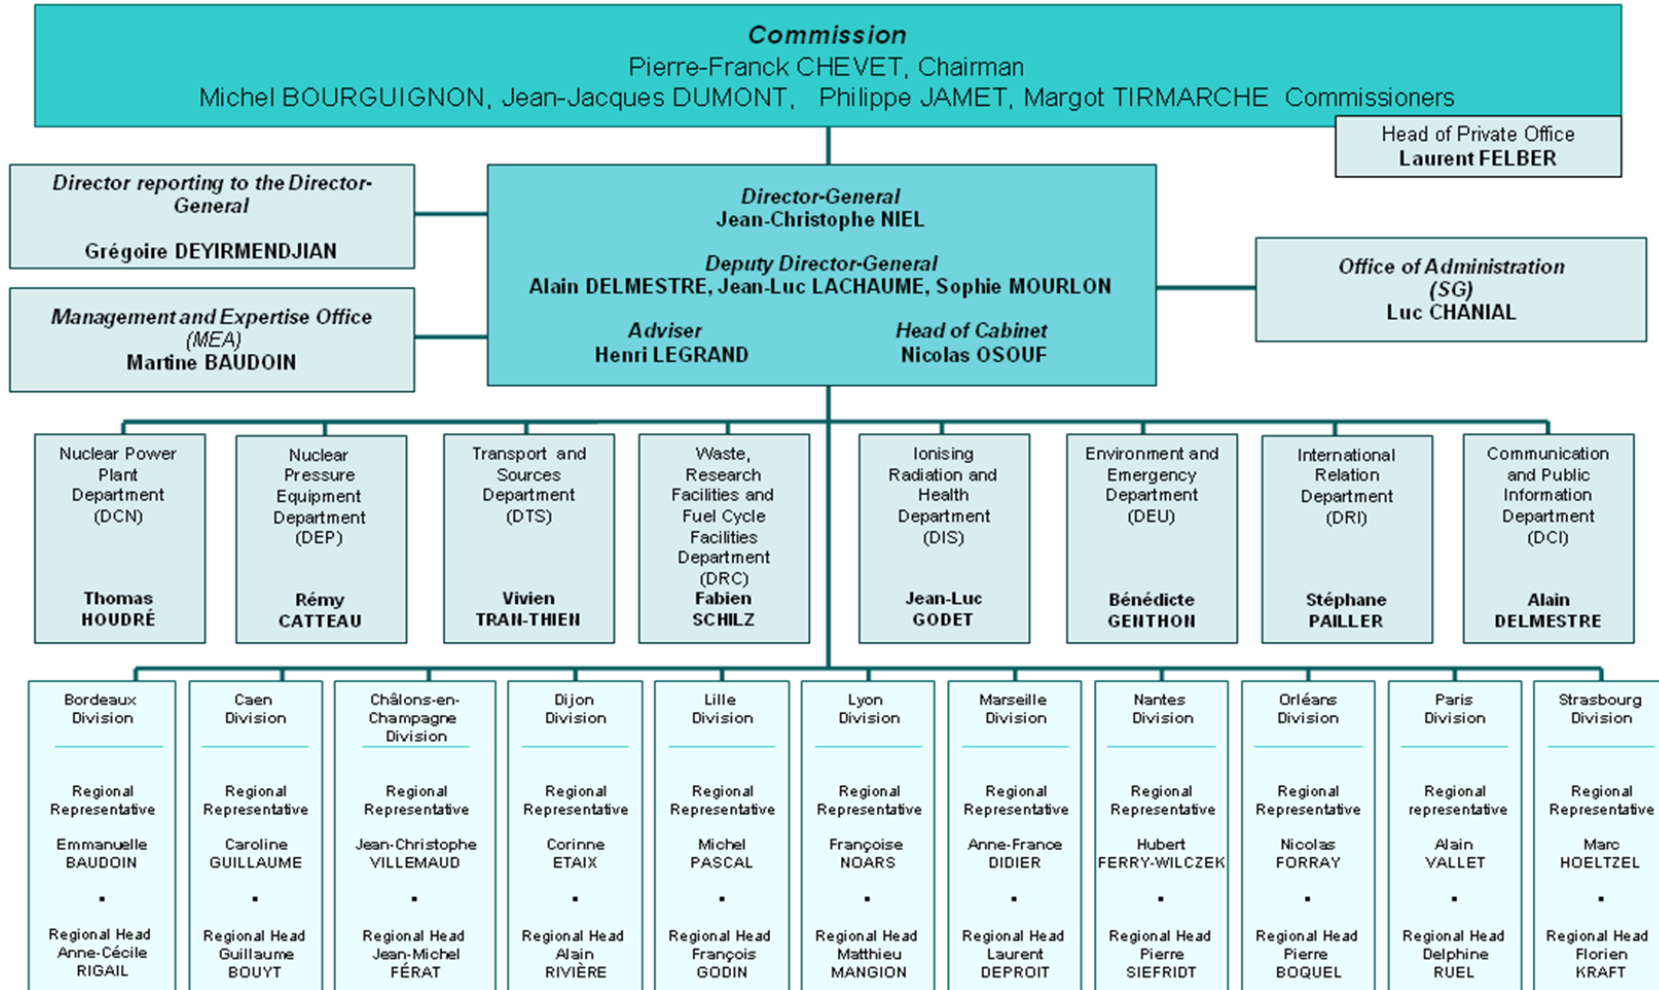 Commission
Pierre-Franck CHEVET, Chairman
Michel BOURGUIGNON, Jean-Jacques DUMONT, Philippe JAMET, Margot TIRMARCHE Commissioners
Head of Private Office
Laurent FELBER
Director reporting to the Director-
General
Grégoire DEYIRMENDJIAN
Management and Expertise Office
(MEA)
Martine BAUDOIN
Director-General
Jean-Christophe NIEL
Deputy Director-General
Alain DELMESTRE, Jean-Luc LACHAUME, Sophie MOURLON
Adviser
Henri LEGRAND
Head of Cabinet
Nicolas OSOUF
Office of Administration
(SG)
Luc CHANIAL
Nuclear Power
Plant
Department
(DCN)
Thomas
HOUDRÉ
Nuclear
Pressure
Equipment
Department
(DEP)
Rémy
CATTEAU
Transport and
Sources
Department
(DTS)
Vivien
TRAN-THIEN
Waste,
Research
Facilities and
Fuel Cycle
Facilities
Department
(DRC)
Fabien
SCHILZ
Ionising
Radiation and
Health
Department
(DIS)
Jean-Luc
GODET
Environment and
Emergency
Department
(DEU)
Bénédicte
GENTHON
International
Relation
Department
(DRI)
Stéphane
PAILLER
Communication
and Public
Information
Department
(DCI)
Alain
DELMESTRE
Bordeaux
Division
Regional
Representative
Emmanuelle
BAUDOIN
Regional Head
Anne-Cécile
RIGAIL
Caen
Division
Regional
Representative
Caroline
GUILLAUME
Regional Head
Guillaume
BOUYT
Châlons-en-
Champagne
Division
Regional
Representative
Jean-Christophe
VILLEMAUD
Regional Head
Jean-Michel
FÉRAT
Dijon
Division
Regional
Representative
Corinne
ETAIX
Regional Head
Alain
RIVIÈRE
Lille
Division
Regional
Representative
Michel
PASCAL
Regional Head
François
GODIN
Lyon
Division
Regional
Representative
Françoise
NOARS
Regional Head
Matthieu
MANGION
Marseille
Division
Regional
Representative
Anne-France
DIDIER
Regional Head
Laurent
DEPROIT
Nantes
Division
Regional
Representative
Hubert
FERRY-WILCZEK
Regional Head
Pierre
SIEFRIDT
Orléans
Division
Regional
Representative
Nicolas
FORRAY
Regional Head
Pierre
BOQUEL
Paris
Division
Regional
representative
Alain
VALLET
Regional Head
Delphine
RUEL
Strasbourg
Division
Regional
Representative
Marc
HOELTZEL
Regional Head
Florien
KRAFT